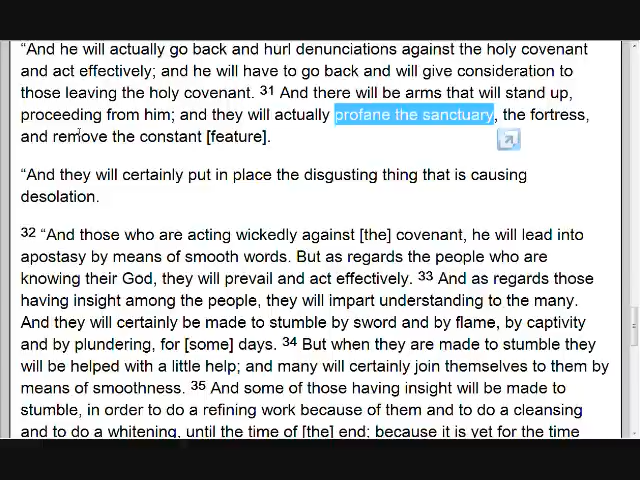 “And he will actually go back and hurl denunciations against the holy covenant
and act effectively; and he will have to go back and will give consideration to
those leaving the holy covenant. 31 And there will be arms that will stand up,
proceeding from him; and they will actually profane the sanctuary, the fortress,
and remove the constant [feature].
“And they will certainly put in place the disgusting thing that is causing
desolation.
32 “And those who are acting wickedly against [the] covenant, he will lead into
apostasy by means of smooth words. But as regards the people who are
knowing their God, they will prevail and act effectively. 33 And as regards those
having insight among the people, they will impart understanding to the many.
And they will certainly be made to stumble by sword and by flame, by captivity
and by plundering, for [some] days. 34 But when they are made to stumble they
will be helped with a little help; and many will certainly join themselves to them by
means of smoothness. 35 And some of those having insight will be made to
stumble, in order to do a refining work because of them and to do a cleansing
and to do a whitening, until the time of [the] end; because it is yet for the time